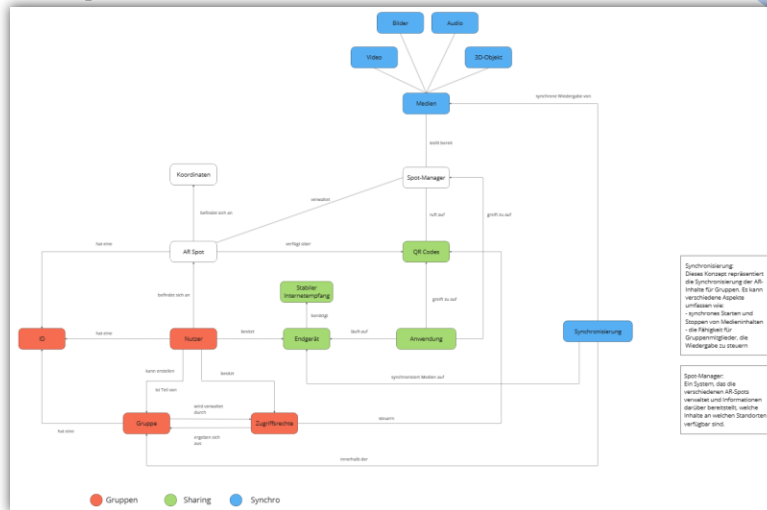 Bilder
Audio
Video
3D-Objekt
Medien
synchrone Wiedergabe von
stellt bereit
Koordinaten
Spot-Manager
verwaltet
befindet sich an
ruft auf
greift zu auf
hat eine
AR Spot
verfügt über
QR Codes
Stabiler
Internetempfang
befindet sich an
benötigt
greift zu auf
ID
hat eine
Nutzer
besitzt
Endgerät
läuft auf
Anwendung
Synchronisierung
kann erstellen
besitzt
synchronisiert Medien auf
ist Teil von
wird verwaltet
durch
steuern
Gruppe
Zugriffsrechte
hat eine
ergeben sich
aus
innerhalb der
Synchronisierung:
Dieses Konzept repräsentiert
die Synchronisierung der AR-
Inhalte für Gruppen. Es kann
verschiedene Aspekte
umfassen wie:
- synchrones Starten und
Stoppen von Medieninhalten
- die Fähigkeit für
Gruppenmitglieder, die
Wiedergabe zu steuern
Spot-Manager:
Ein System, das die
verschiedenen AR-Spots
verwaltet und Informationen
darüber bereitstellt, welche
Inhalte an welchen Standorten
verfügbar sind.
Gruppen
Sharing
Synchro